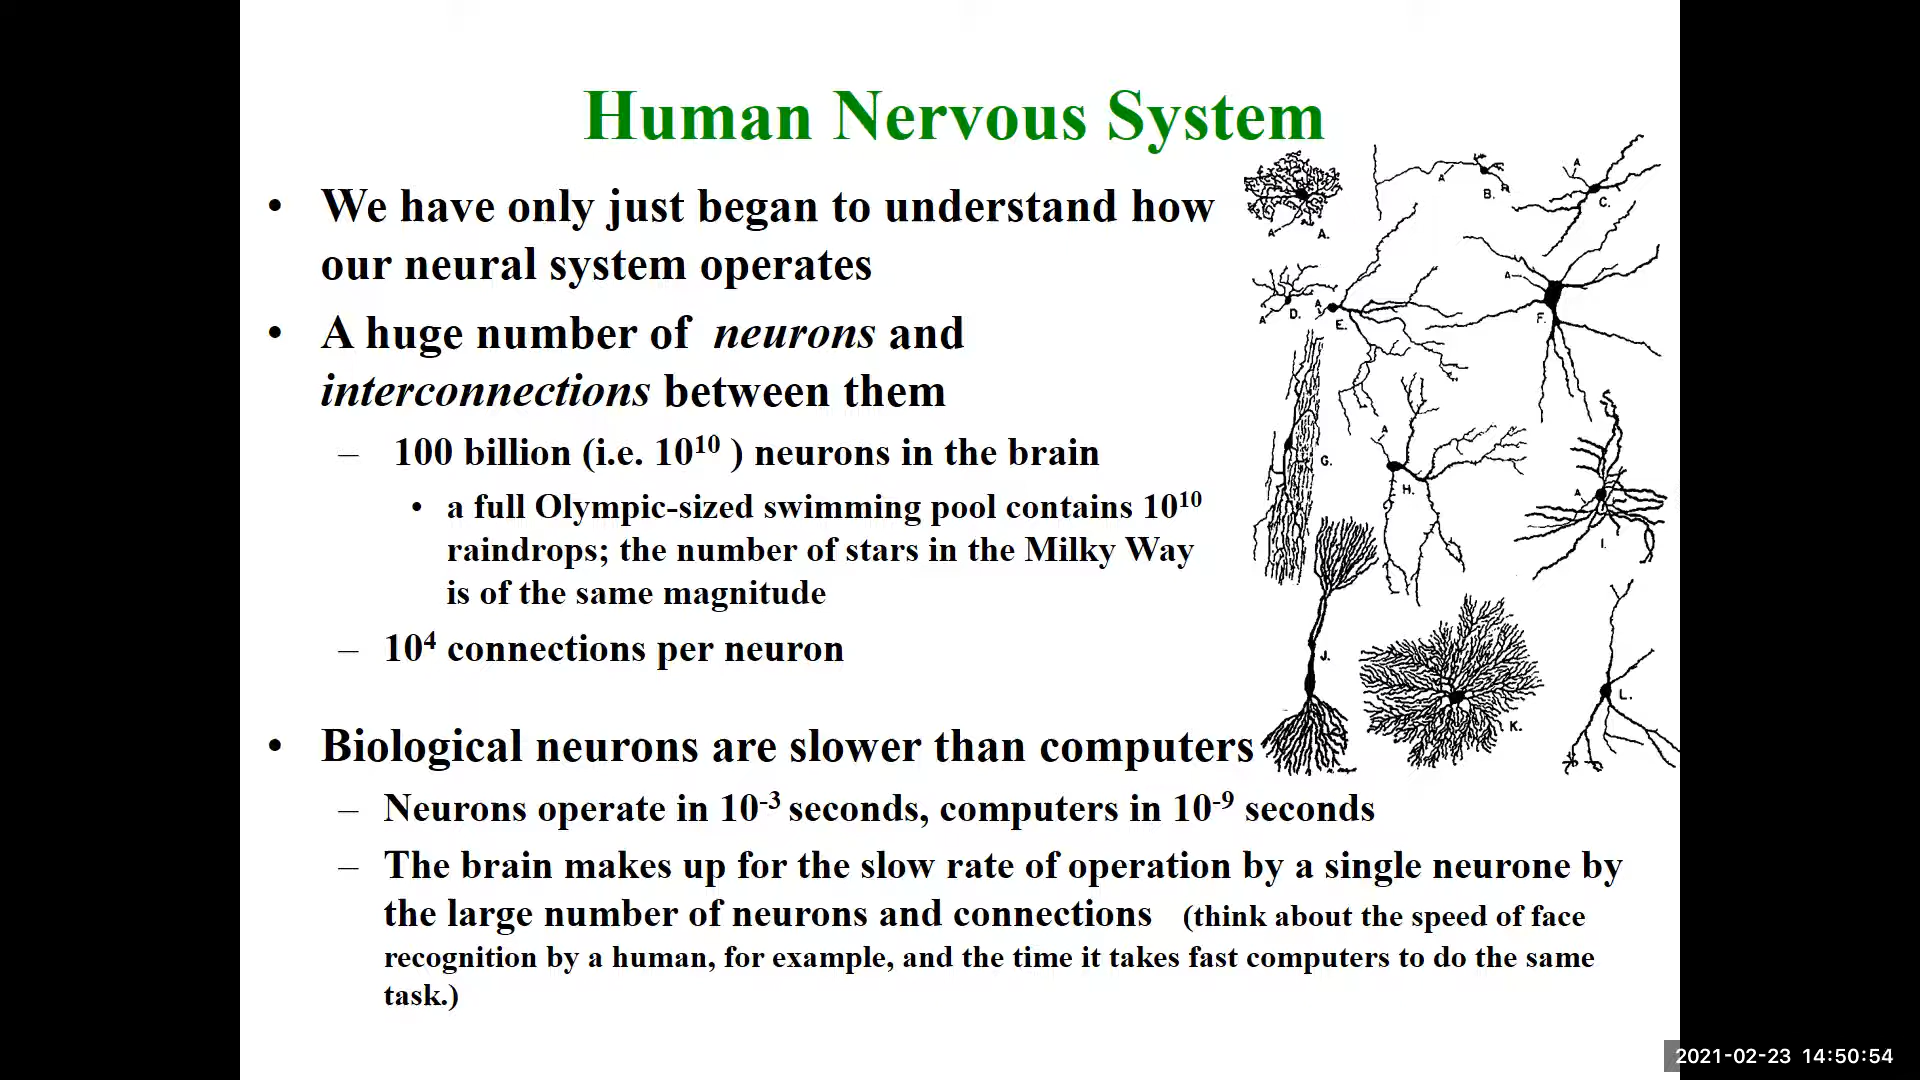 Human Nervous System
• We have only just began to understand how
our neural system operates
• A huge number of neurons and
interconnections between them
– 100 billion (i.e. 10¹⁰ ) neurons in the brain
• a full Olympic-sized swimming pool contains 10¹⁰
raindrops; the number of stars in the Milky Way
is of the same magnitude
– 10⁴ connections per neuron
• Biological neurons are slower than computers
– Neurons operate in 10⁻³ seconds, computers in 10⁻⁹ seconds
– The brain makes up for the slow rate of operation by a single neurone by
the large number of neurons and connections (think about the speed of face
recognition by a human, for example, and the time it takes fast computers to do the same
task.)
A A.
A B.
A C.
A D.
A E.
A F.
G.
A H.
A I.
J.
K.
L.
2021-02-23 14:50:54